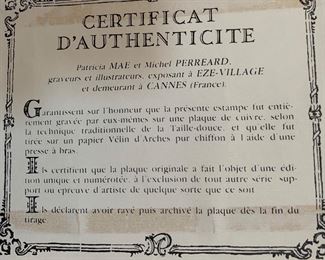 CERTIFICAT
D'AUTHENTICITE
Patricia MAE et Michel PERREARD,
graveurs et illustrateurs, exposant à EZE-VILLAGE
et demeurant à CANNES (France).
Garantissent sur l'honneur que la présente estampe fut entiè-
rement gravée par eux-mêmes sur une plaque de cuivre, selon
la technique traditionnelle de la Taille-douce, et qu'elle fut
tirée sur un papier Vélin d'Arches pur chiffon à l'aide d'une
presse à bras.
Ils certifient que la plaque originale a fait l'objet d'une édi-
tion unique et numérotée, à l'exclusion de tout autre série, sup-
port ou épreuve d'artiste de quelque sorte que ce soit.
Ils déclarent avoir rayé puis archivé la plaque dès la fin du
tirage.